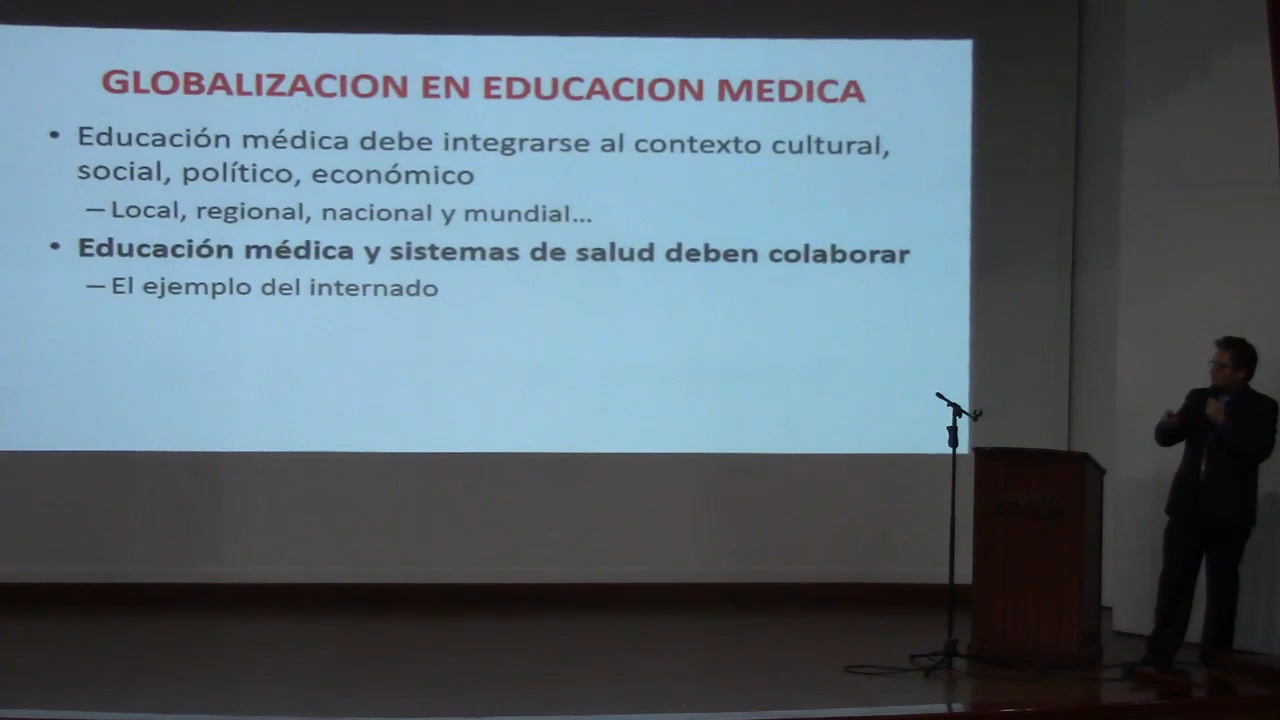 GLOBALIZACION EN EDUCACION MEDICA
• Educación médica debe integrarse al contexto cultural,
social, político, económico
– Local, regional, nacional y mundial...
• Educación médica y sistemas de salud deben colaborar
– El ejemplo del internado